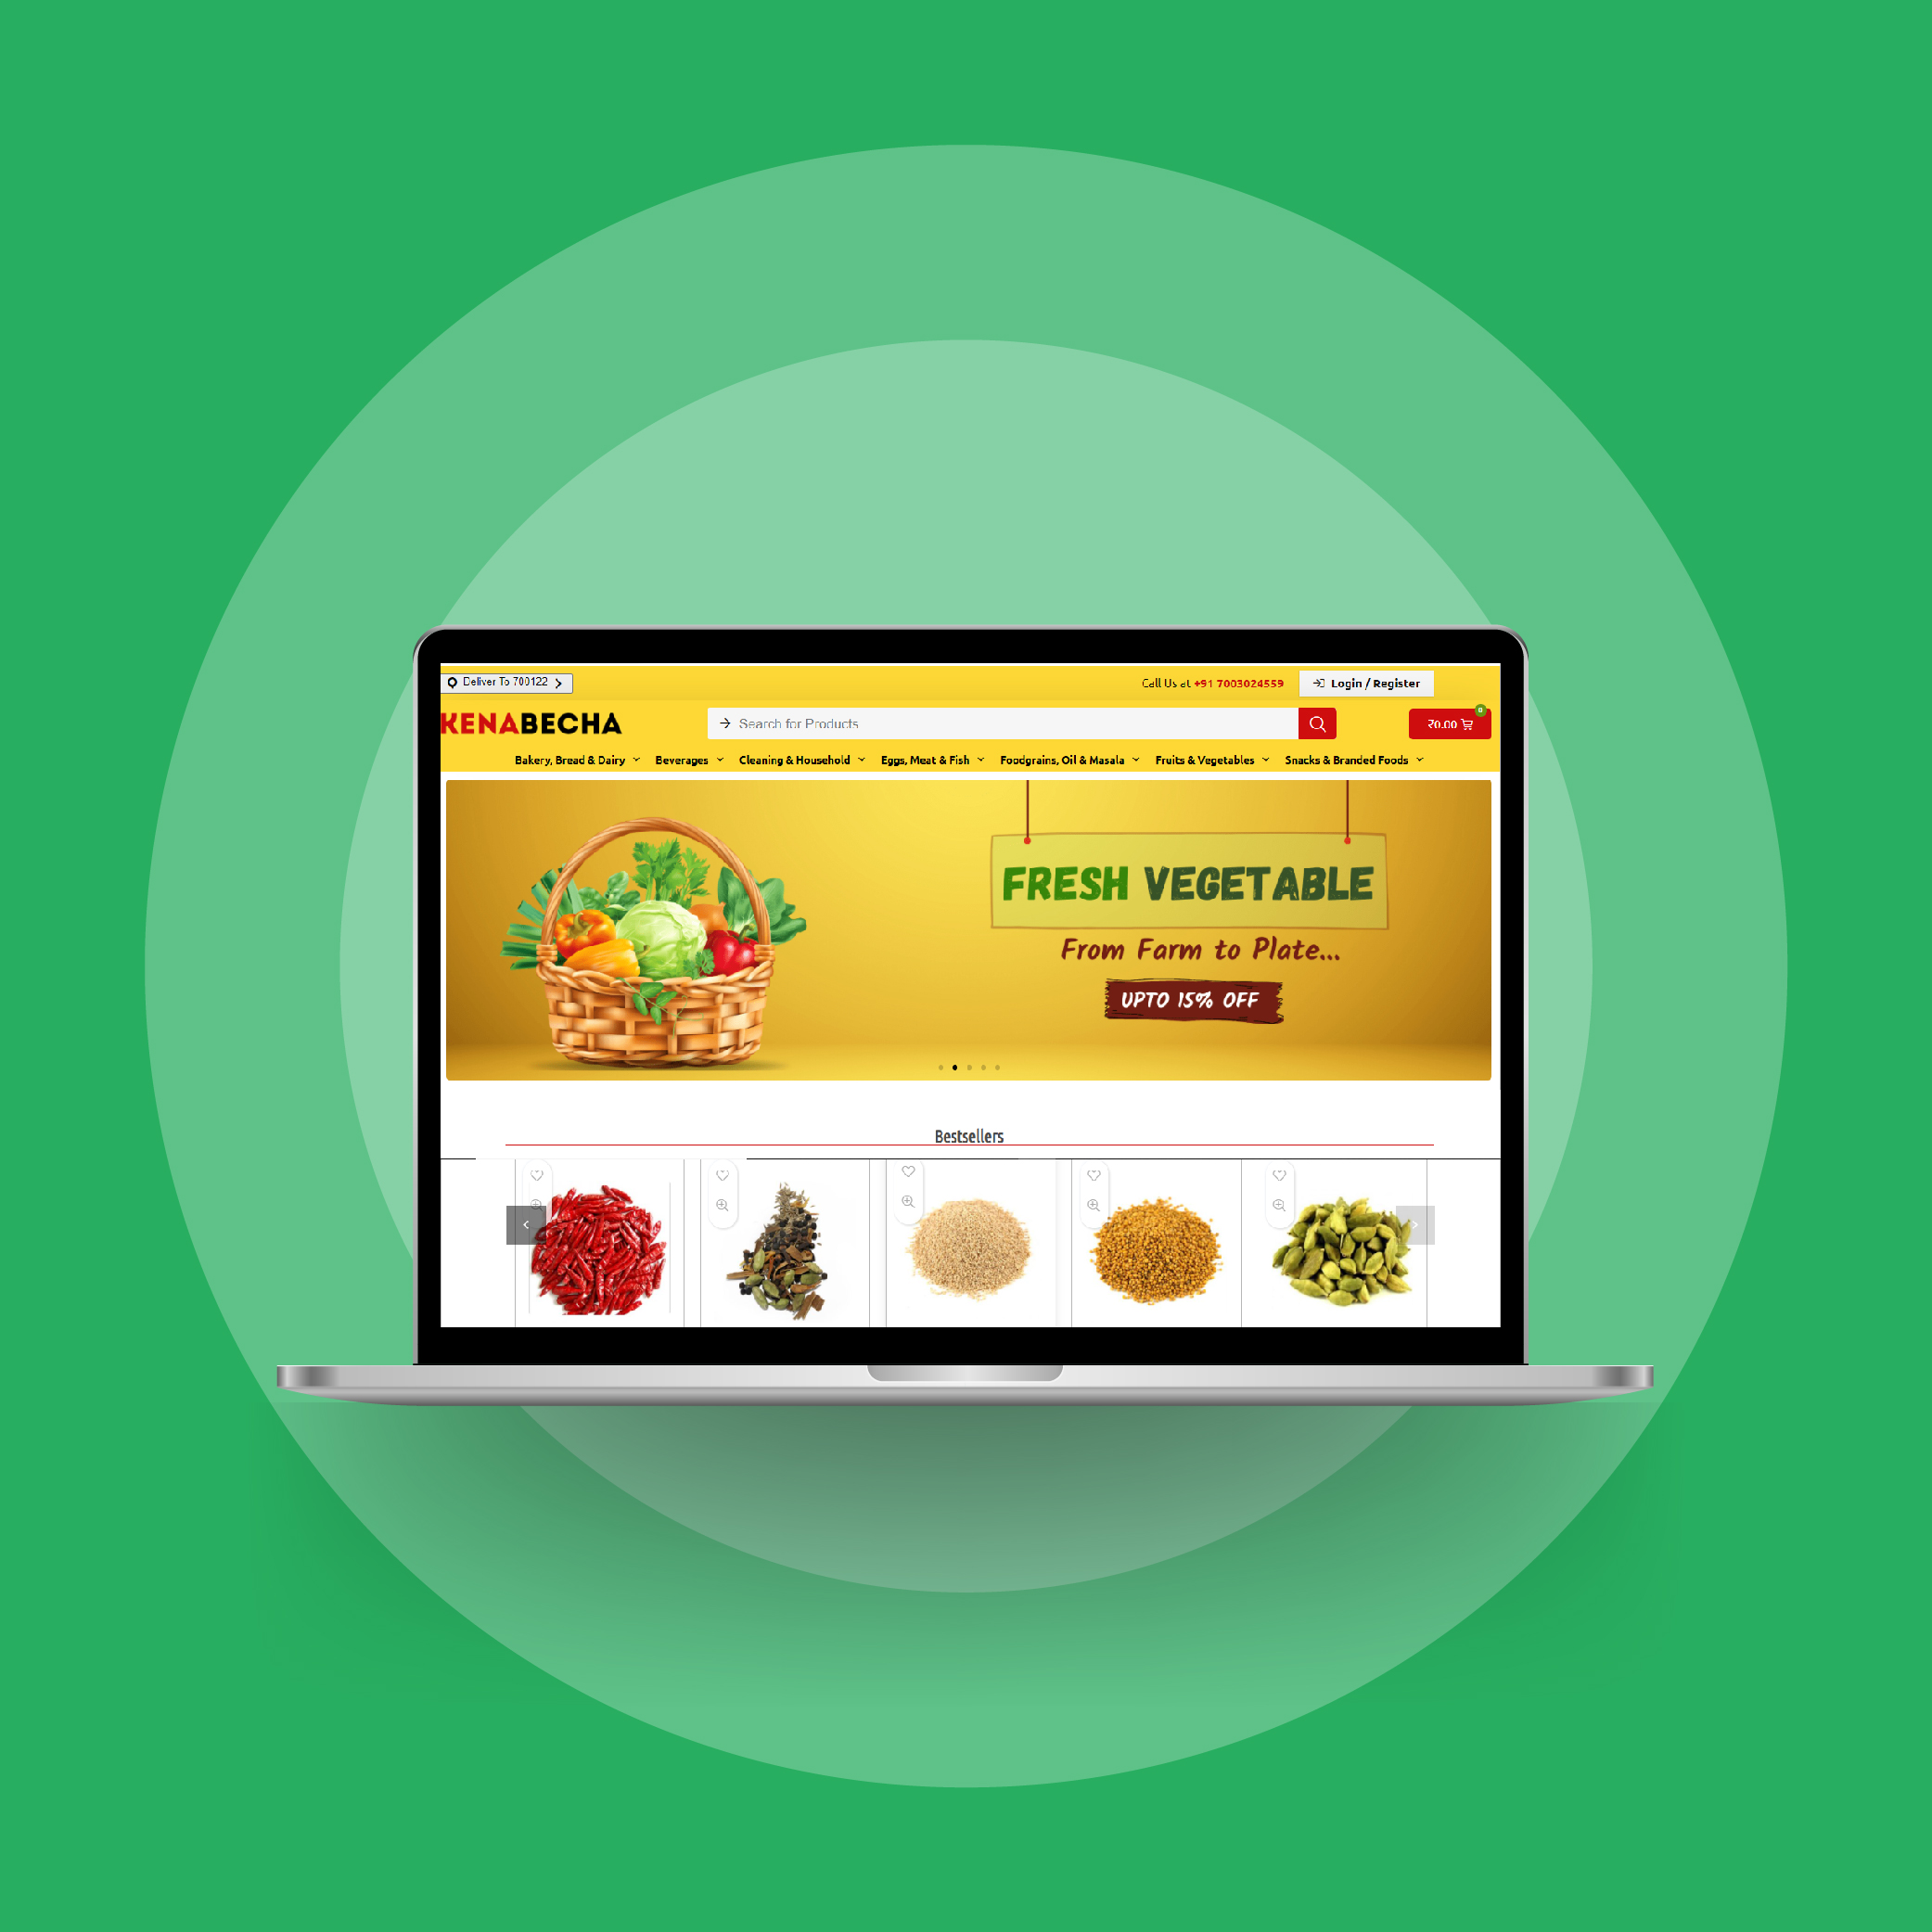 Deliver To 700122
Call Us at +91 7003024559
Login / Register
KENABECHA
Search for Products
₹0.00
0
Bakery, Bread & Dairy
Beverages
Cleaning & Household
Eggs, Meat & Fish
Foodgrains, Oil & Masala
Fruits & Vegetables
Snacks & Branded Foods
FRESH VEGETABLE
From Farm to Plate...
UPTO 15% OFF
Bestsellers